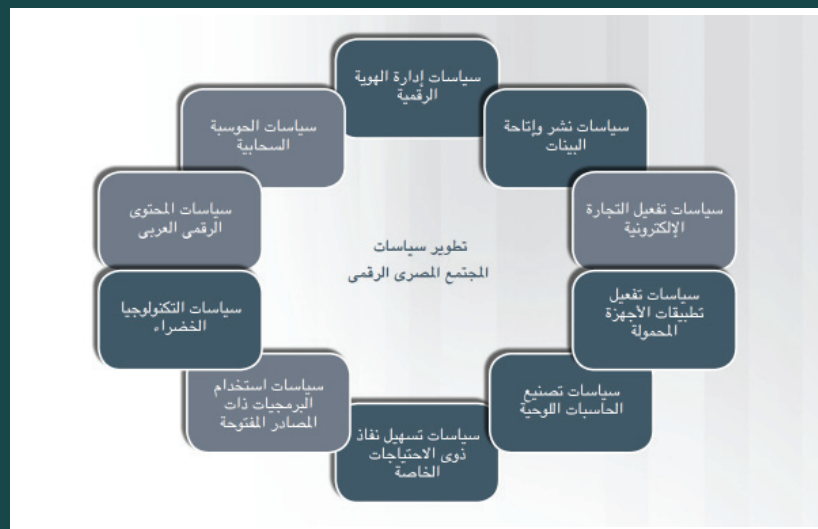 سياسات إدارة الهوية
الرقمية
سياسات نشر وإتاحة
البينات
سياسات تفعيل التجارة
الإلكترونية
سياسات تفعيل
تطبيقات الأجهزة
المحمولة
سياسات تصنيع
الحاسبات اللوحية
سياسات تسهيل نفاذ
ذوى الاحتياجات
الخاصة
سياسات استخدام
البرمجيات ذات
المصادر المفتوحة
سياسات التكنولوجيا
الخضراء
سياسات المحتوى
الرقمى العربى
سياسات الحوسبة
السحابية
تطوير سياسات
المجتمع المصرى الرقمى